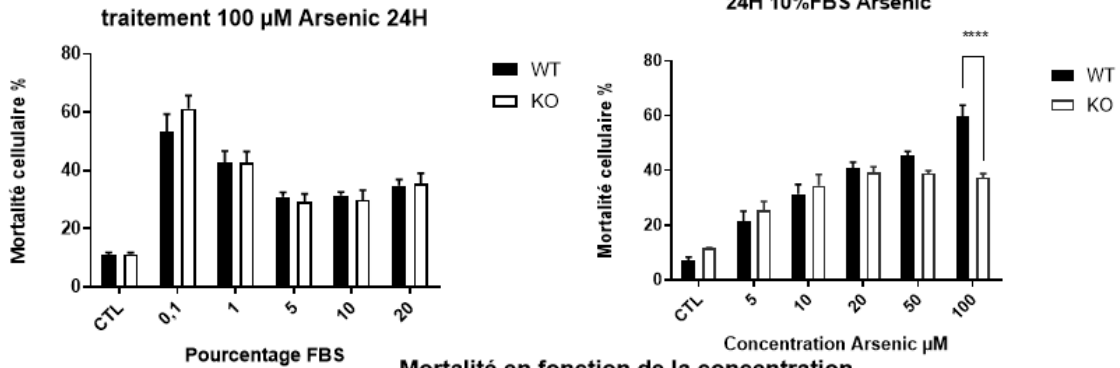 traitement 100 µM Arsenic 24H
Mortalité cellulaire %
80
60
40
20
0
CTL
0,1
1
5
10
20
Pourcentage FBS
WT
KO
24H 10%FBS Arsenic
Mortalité cellulaire %
80
60
40
20
0
CTL
5
10
20
50
100
Concentration Arsenic µM
****
WT
KO
Mortalité en fonction de la concentration